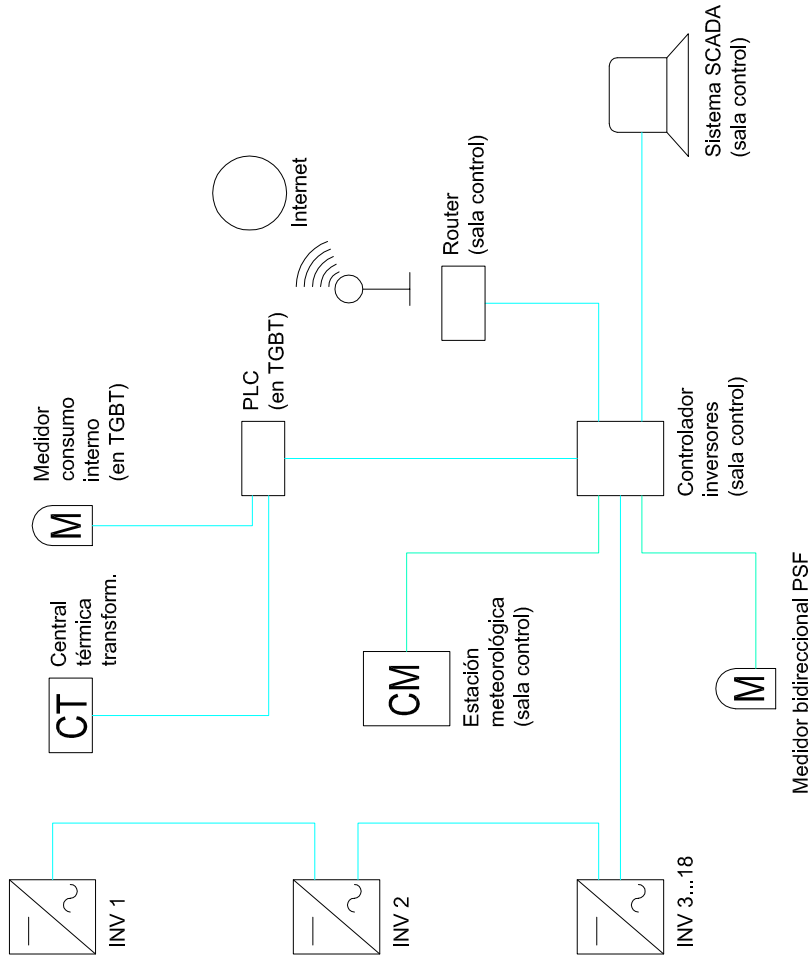 INV 1
INV 2
INV 3...18
CT
Central
térmica
transform.
M
Medidor
consumo
interno
(en TGBT)
PLC
(en TGBT)
CM
Estación
meteorológica
(sala control)
M
Medidor bidireccional PSF
Controlador
inversores
(sala control)
Router
(sala control)
Internet
Sistema SCADA
(sala control)